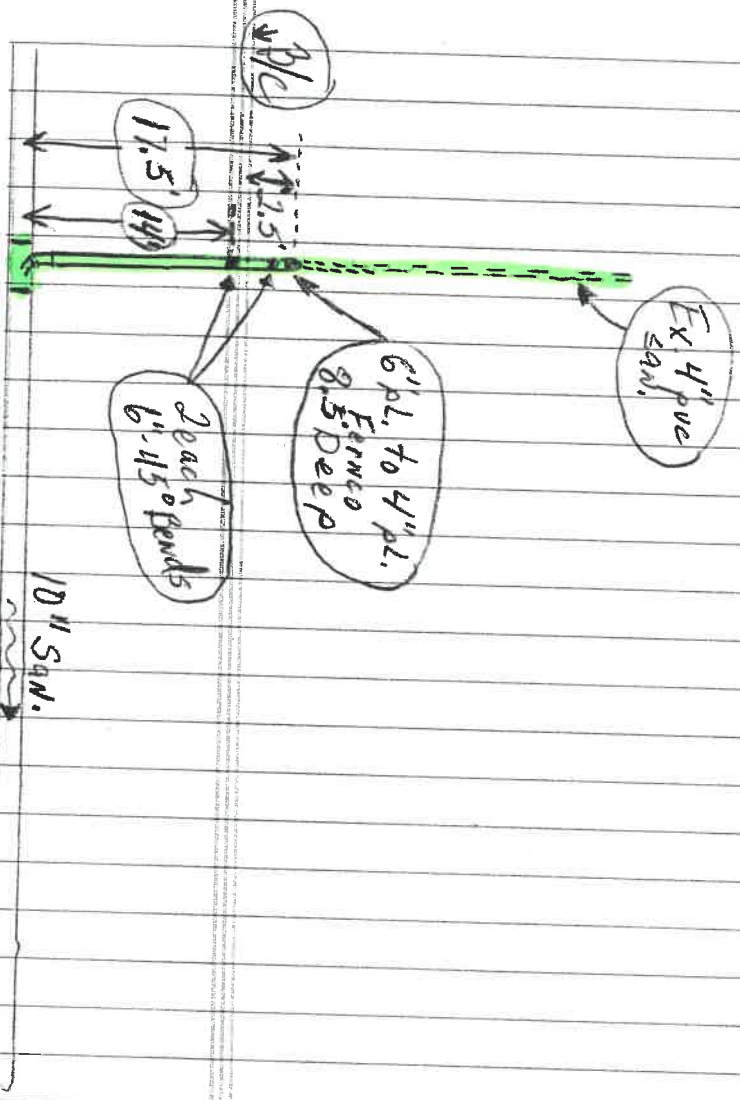 B/C
17.5'
2.5'
14'
Ex. 4" pvc
san.
6" pl. to 4" pl.
Fernco
8.5 Deep
2 each
6"-45° Bends
10" San.